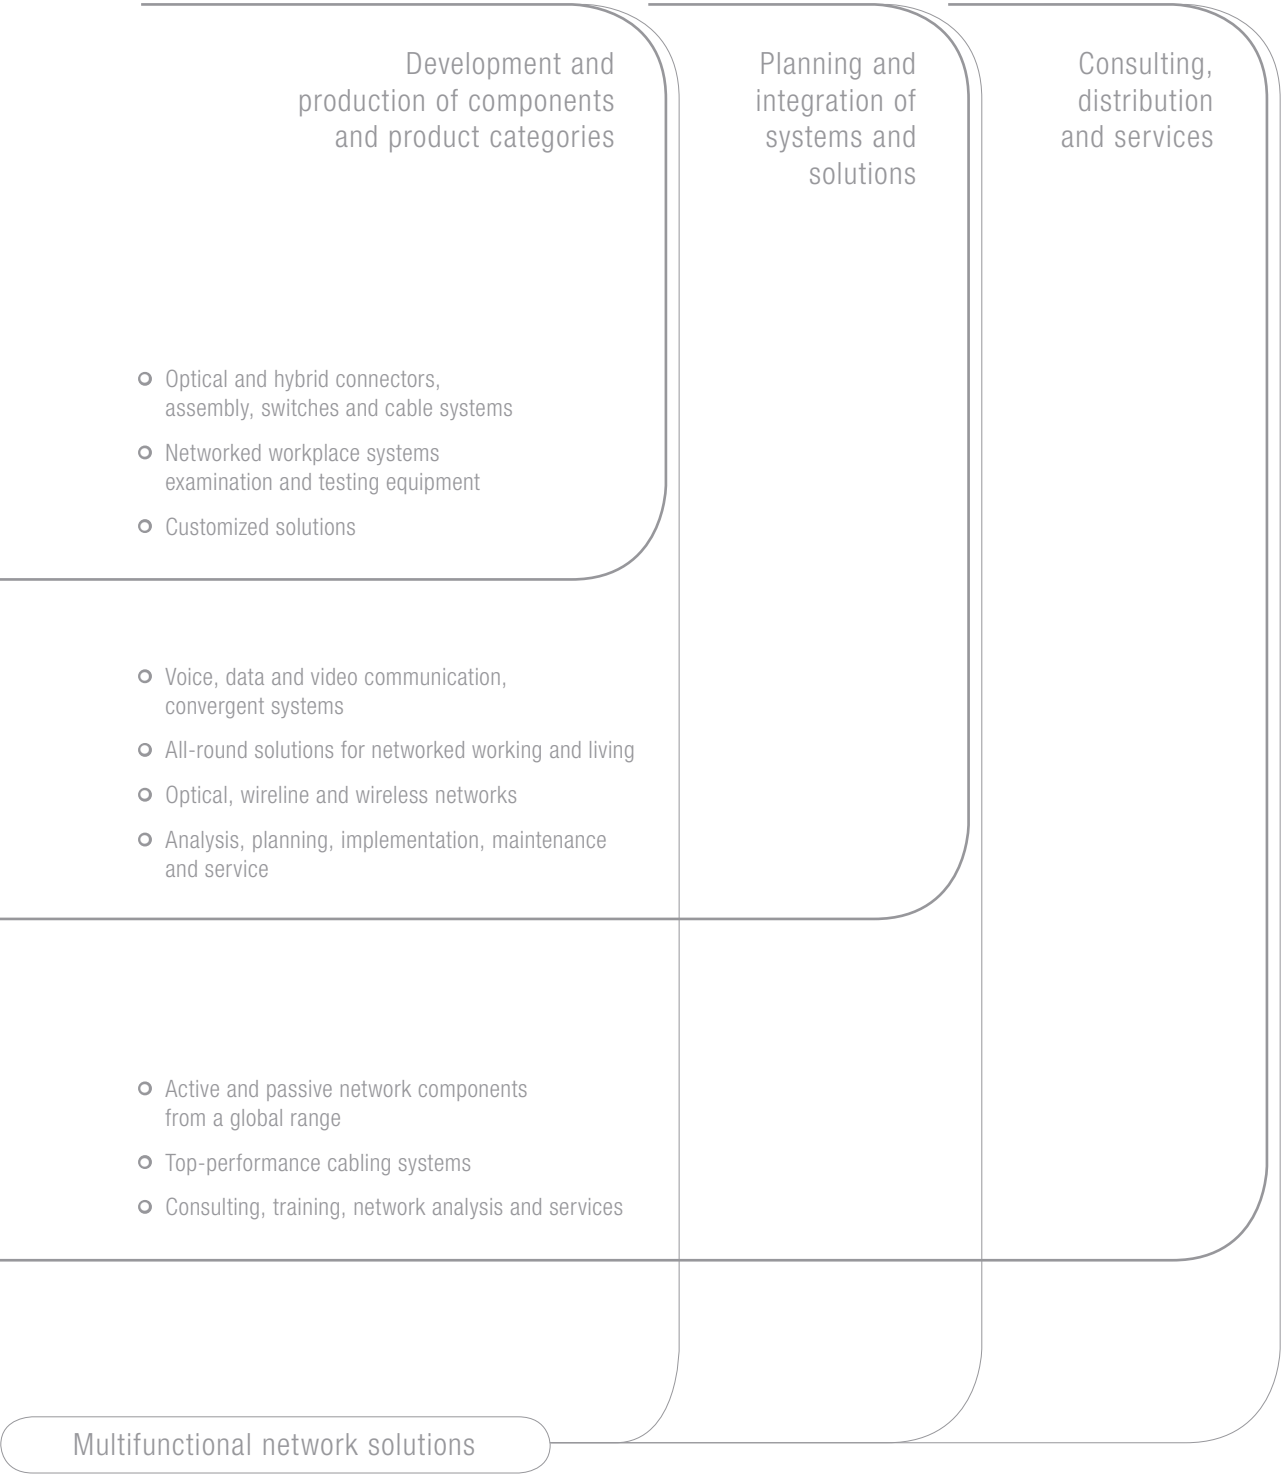 Development and
production of components
and product categories
Planning and
integration of
systems and
solutions
Consulting,
distribution
and services
Optical and hybrid connectors,
assembly, switches and cable systems
Networked workplace systems
examination and testing equipment
Customized solutions
Voice, data and video communication,
convergent systems
All-round solutions for networked working and living
Optical, wireline and wireless networks
Analysis, planning, implementation, maintenance
and service
Active and passive network components
from a global range
Top-performance cabling systems
Consulting, training, network analysis and services
Multifunctional network solutions